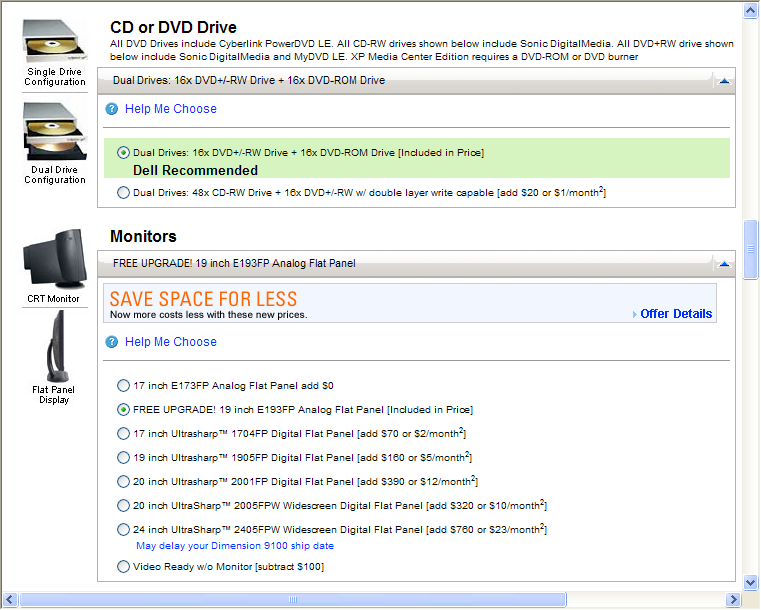 CD or DVD Drive
All DVD Drives include Cyberlink PowerDVD LE. All CD-RW drives shown below include Sonic DigitalMedia. All DVD+RW drive shown
below include Sonic DigitalMedia and MyDVD LE. XP Media Center Edition requires a DVD-ROM or DVD burner
Single Drive
Configuration
Dual Drives: 16x DVD+/-RW Drive + 16x DVD-ROM Drive
Help Me Choose
Dual Drives: 16x DVD+/-RW Drive + 16x DVD-ROM Drive [Included in Price]
Dell Recommended
Dual Drive
Configuration
Dual Drives: 48x CD-RW Drive + 16x DVD+/-RW w/ double layer write capable [add $20 or $1/month2]
Monitors
FREE UPGRADE! 19 inch E193FP Analog Flat Panel
CRT Monitor
SAVE SPACE FOR LESS
Now more costs less with these new prices.
Offer Details
Help Me Choose
Flat Panel
Display
17 inch E173FP Analog Flat Panel add $0
FREE UPGRADE! 19 inch E193FP Analog Flat Panel [Included in Price]
17 inch Ultrasharp™ 1704FP Digital Flat Panel [add $70 or $2/month2]
19 inch Ultrasharp™ 1905FP Digital Flat Panel [add $160 or $5/month2]
20 inch Ultrasharp™ 2001FP Digital Flat Panel [add $390 or $12/month2]
20 inch UltraSharp™ 2005FPW Widescreen Digital Flat Panel [add $320 or $10/month2]
24 inch UltraSharp™ 2405FPW Widescreen Digital Flat Panel [add $760 or $23/month2]
May delay your Dimension 9100 ship date
Video Ready w/o Monitor [subtract $100]